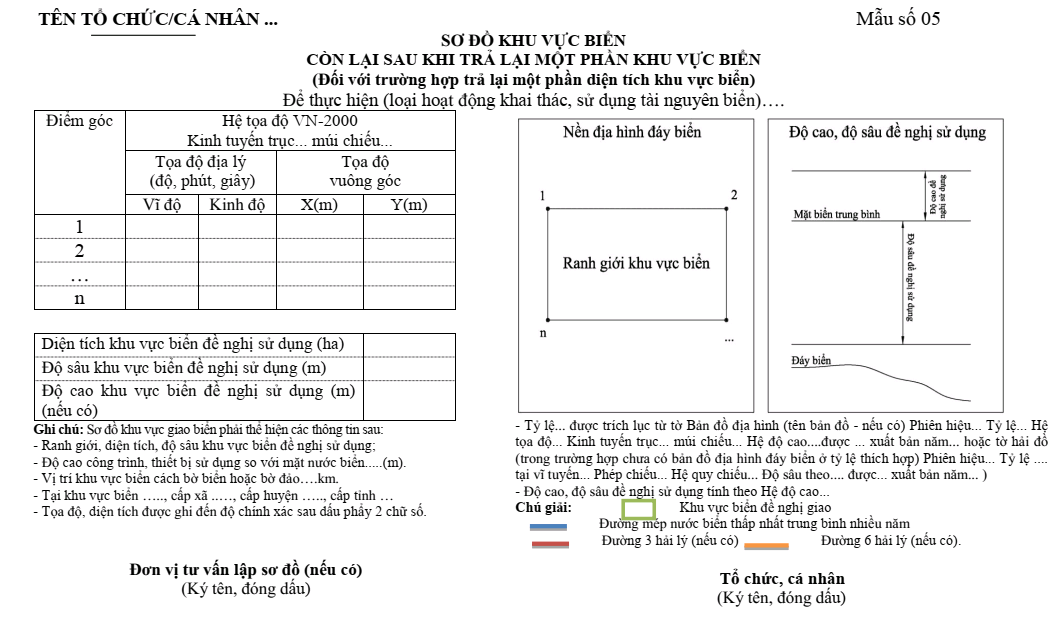 TÊN TỔ CHỨC/CÁ NHÂN ...
Mẫu số 05
SƠ ĐỒ KHU VỰC BIỂN
CÒN LẠI SAU KHI TRẢ LẠI MỘT PHẦN KHU VỰC BIỂN
(Đối với trường hợp trả lại một phần diện tích khu vực biển)
Để thực hiện (loại hoạt động khai thác, sử dụng tài nguyên biển)….
Điểm góc
Hệ tọa độ VN-2000
Kinh tuyến trục... múi chiếu...
Tọa độ địa lý
(độ, phút, giây)
Tọa độ
vuông góc
Vĩ độ
Kinh độ
X(m)
Y(m)
1
2
…
n
Diện tích khu vực biển đề nghị sử dụng (ha)
Độ sâu khu vực biển đề nghị sử dụng (m)
Độ cao khu vực biển đề nghị sử dụng (m)
(nếu có)
Ghi chú: Sơ đồ khu vực giao biển phải thể hiện các thông tin sau:
- Ranh giới, diện tích, độ sâu khu vực biển đề nghị sử dụng;
- Độ cao công trình, thiết bị sử dụng so với mặt nước biển.....(m).
- Vị trí khu vực biển cách bờ biển hoặc bờ đảo….km.
- Tại khu vực biển ….., cấp xã ..…, cấp huyện ….., cấp tỉnh …
- Tọa độ, diện tích được ghi đến độ chính xác sau dấu phẩy 2 chữ số.
Đơn vị tư vấn lập sơ đồ (nếu có)
(Ký tên, đóng dấu)
Nền địa hình đáy biển
1
2
Ranh giới khu vực biển
n
...
Độ cao, độ sâu đề nghị sử dụng
Độ cao đề
nghị sử dụng
Mặt biển trung bình
Độ sâu đề nghị sử dụng
Đáy biển
- Tỷ lệ... được trích lục từ tờ Bản đồ địa hình (tên bản đồ - nếu có) Phiên hiệu... Tỷ lệ... Hệ
tọa độ... Kinh tuyến trục... múi chiếu... Hệ độ cao....được ... xuất bản năm... hoặc tờ hải đồ
(trong trường hợp chưa có bản đồ địa hình đáy biển ở tỷ lệ thích hợp) Phiên hiệu... Tỷ lệ ....
tại vĩ tuyến... Phép chiếu... Hệ quy chiếu... Độ sâu theo.... được... xuất bản năm... )
- Độ cao, độ sâu đề nghị sử dụng tính theo Hệ độ cao...
Chú giải: Khu vực biển đề nghị giao
Đường mép nước biển thấp nhất trung bình nhiều năm
Đường 3 hải lý (nếu có) Đường 6 hải lý (nếu có).
Tổ chức, cá nhân
(Ký tên, đóng dấu)